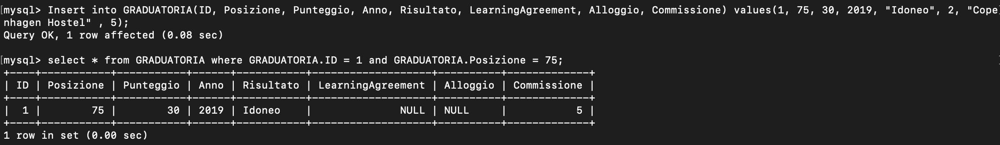 [mysql> Insert into GRADUATORIA(ID, Posizione, Punteggio, Anno, Risultato, LearningAgreement, Alloggio, Commissione) values(1, 75, 30, 2019, "Idoneo", 2, "Cope]
nhagen Hostel" , 5);
Query OK, 1 row affected (0.08 sec)

[mysql> select * from GRADUATORIA where GRADUATORIA.ID = 1 and GRADUATORIA.Posizione = 75;
+----+-----------+-----------+------+-----------+-------------------+----------+-------------+
| ID | Posizione | Punteggio | Anno | Risultato | LearningAgreement | Alloggio | Commissione |
+----+-----------+-----------+------+-----------+-------------------+----------+-------------+
|  1 |        75 |        30 | 2019 | Idoneo    |              NULL | NULL     |           5 |
+----+-----------+-----------+------+-----------+-------------------+----------+-------------+
1 row in set (0.00 sec)